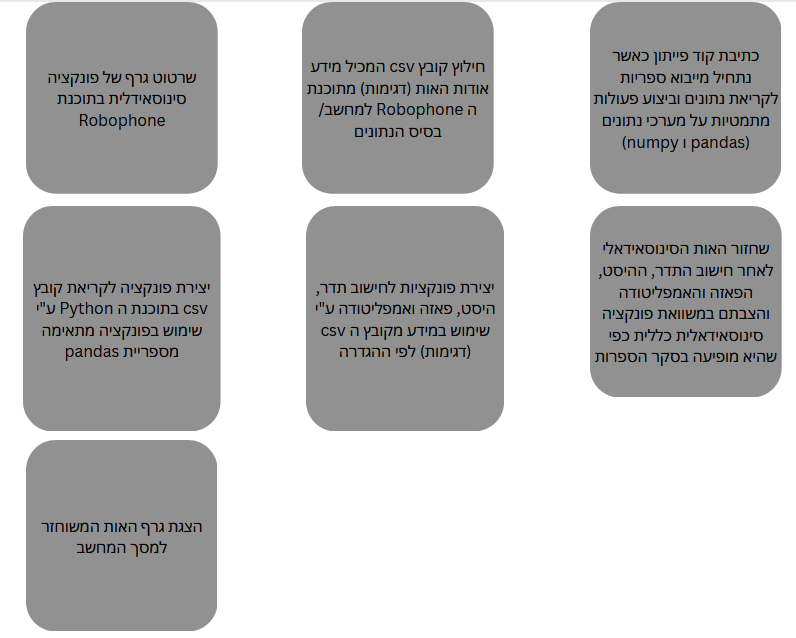 שרטוט גרף של פונקציה
סינוסאידלית בתוכנת
Robophone
חילוץ קובץ csv המכיל מידע
אודות האות (דגימות) מתוכנת
ה Robophone למחשב/
בסיס הנתונים
כתיבת קוד פייתון כאשר
נתחיל מייבוא ספריות
לקריאת נתונים וביצוע פעולות
מתמטיות על מערכי נתונים
(pandas ו numpy)
יצירת פונקציה לקריאת קובץ
csv בתוכנת ה Python ע"י
שימוש בפונקציה מתאימה
מספריית pandas
יצירת פונקציות לחישוב תדר,
היסט, פאזה ואמפליטודה ע"י
שימוש במידע מקובץ ה csv
(דגימות) לפי ההגדרה
שחזור האות הסינוסאידאלי
לאחר חישוב התדר, ההיסט,
הפאזה והאמפליטודה
והצבתם במשוואת פונקציה
סינוסאידאלית כללית כפי
שהיא מופיעה בסקר הספרות
הצגת גרף האות המשוחזר
למסך המחשב